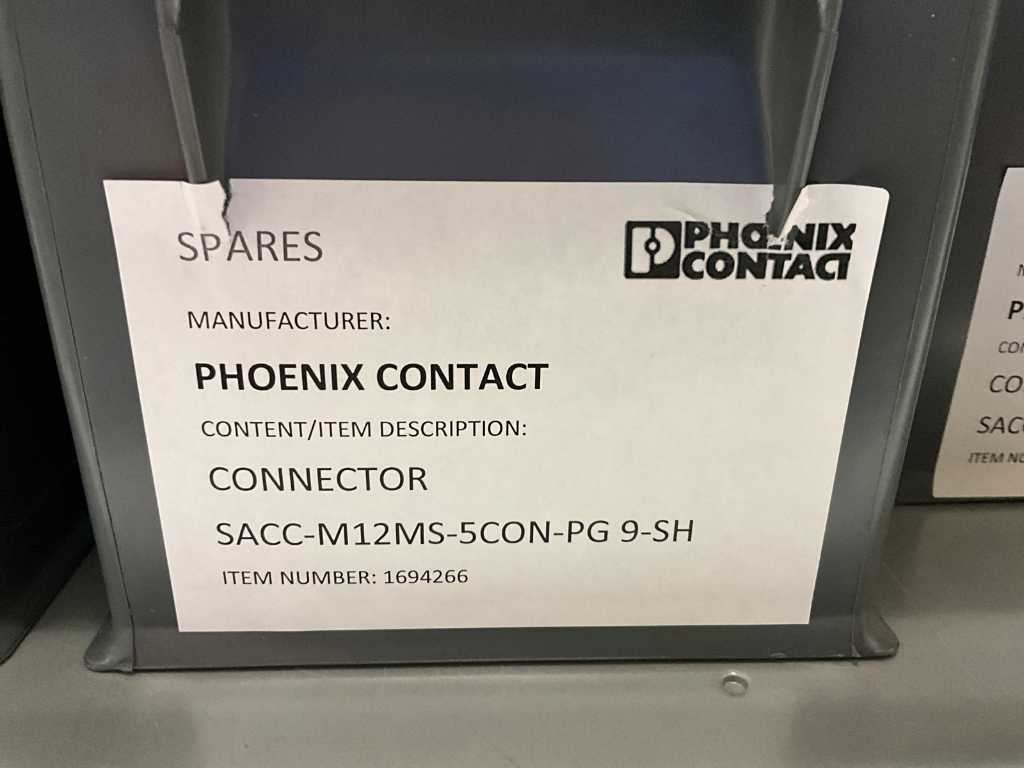 SPARES
PHOENIX
CONTACT
MANUFACTURER:
PHOENIX CONTACT
CONTENT/ITEM DESCRIPTION:
CONNECTOR
SACC-M12MS-5CON-PG 9-SH
ITEM NUMBER: 1694266
ITEM